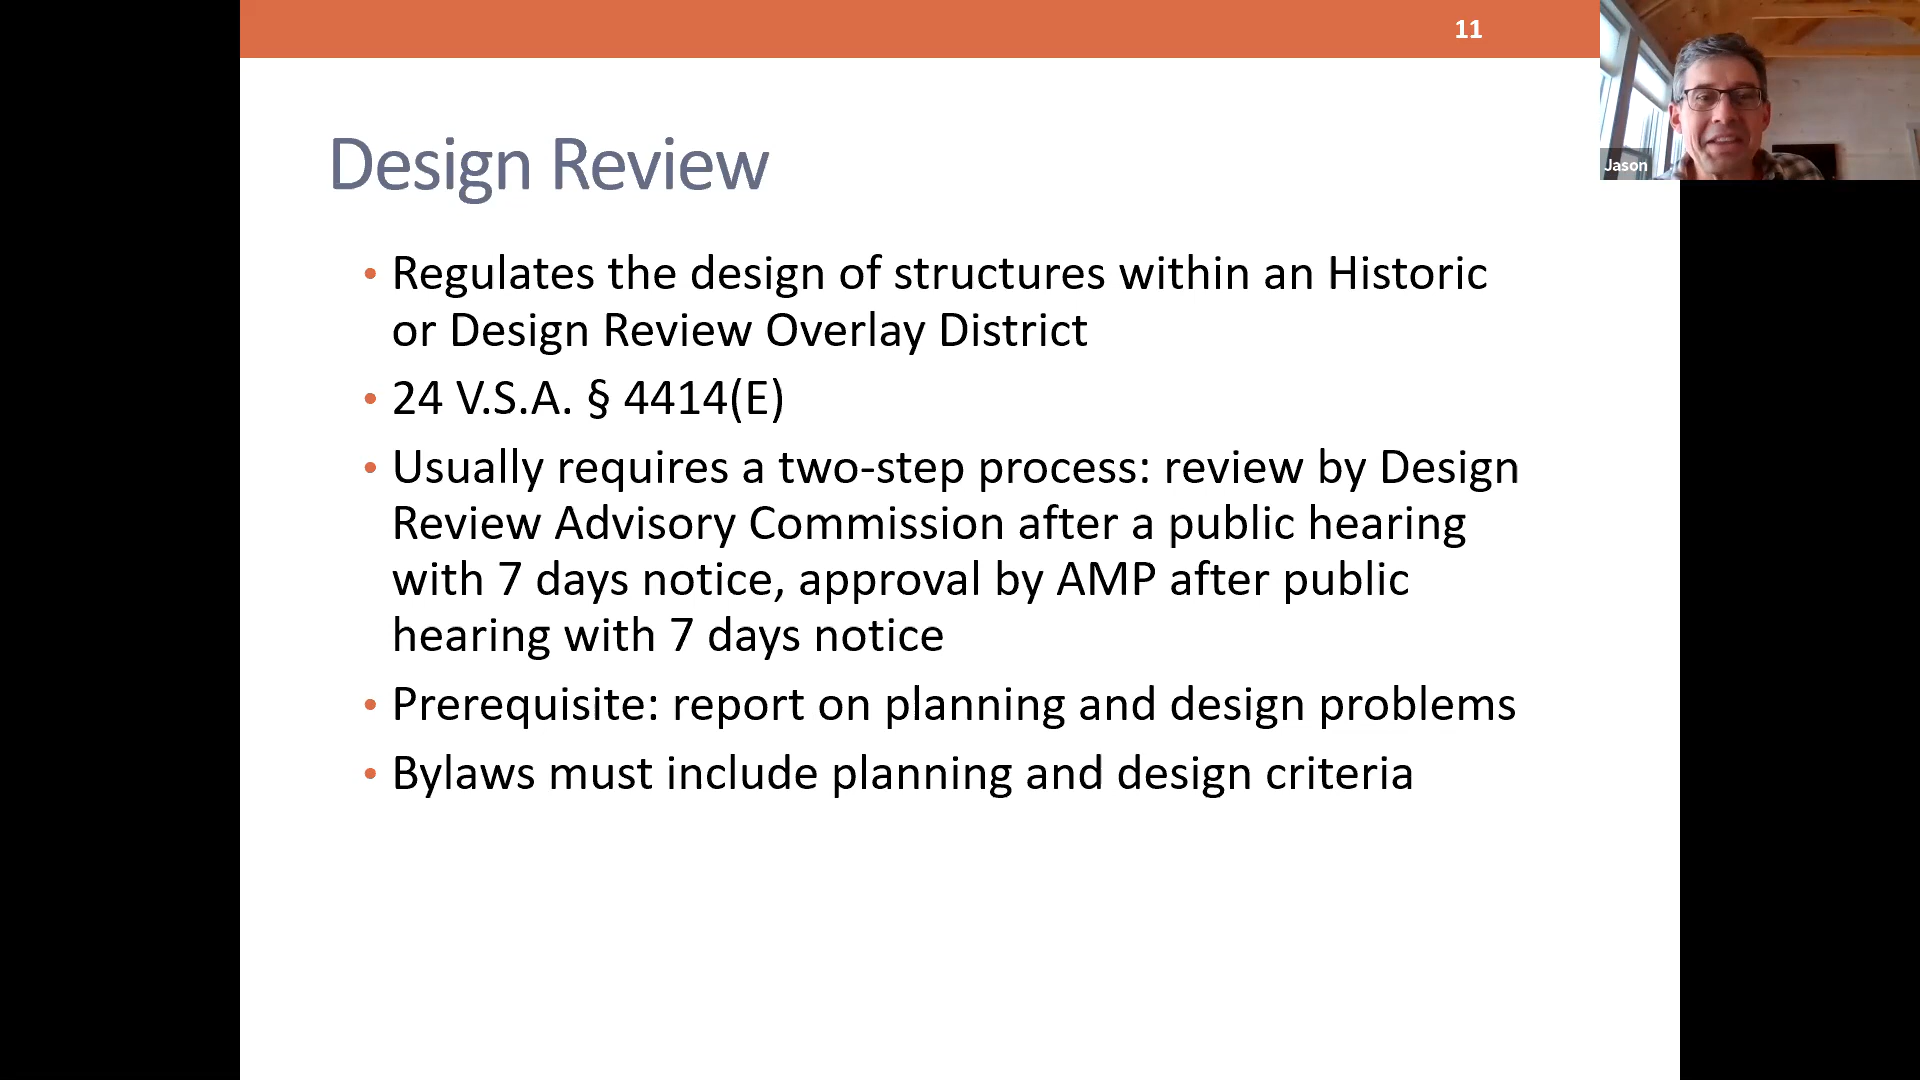 11
Jason
Design Review
• Regulates the design of structures within an Historic
or Design Review Overlay District
• 24 V.S.A. § 4414(E)
• Usually requires a two-step process: review by Design
Review Advisory Commission after a public hearing
with 7 days notice, approval by AMP after public
hearing with 7 days notice
• Prerequisite: report on planning and design problems
• Bylaws must include planning and design criteria